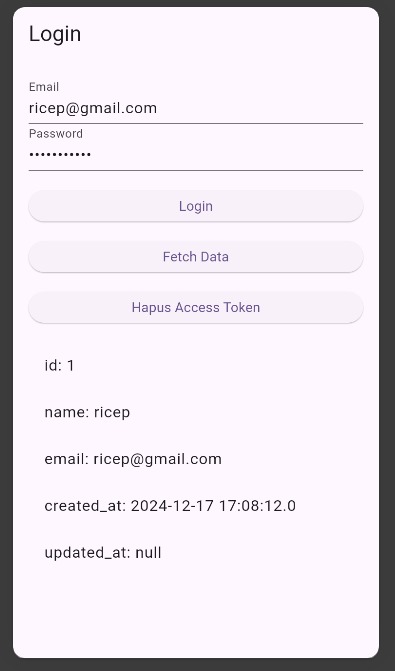 Login
Email
ricep@gmail.com
Password
•••••••••••
Login
Fetch Data
Hapus Access Token
id: 1
name: ricep
email: ricep@gmail.com
created_at: 2024-12-17 17:08:12.0
updated_at: null